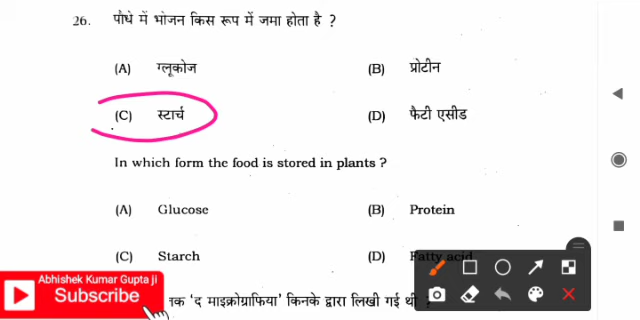 26. पौधे में भोजन किस रूप में जमा होता है ?
(A) ग्लूकोज (B) प्रोटीन
(C) स्टार्च (D) फैटी एसीड
In which form the food is stored in plants ?
(A) Glucose (B) Protein
(C) Starch (D) Fatty acid
Abhishek Kumar Gupta ji
Subscribe
तक 'द माइक्रोग्राफिया' किनके द्वारा लिखी गई थी ?